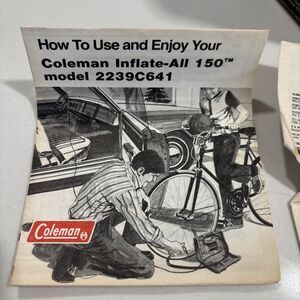 How To Use and Enjoy Your
Coleman Inflate-All 150™
model 2239C641
Coleman